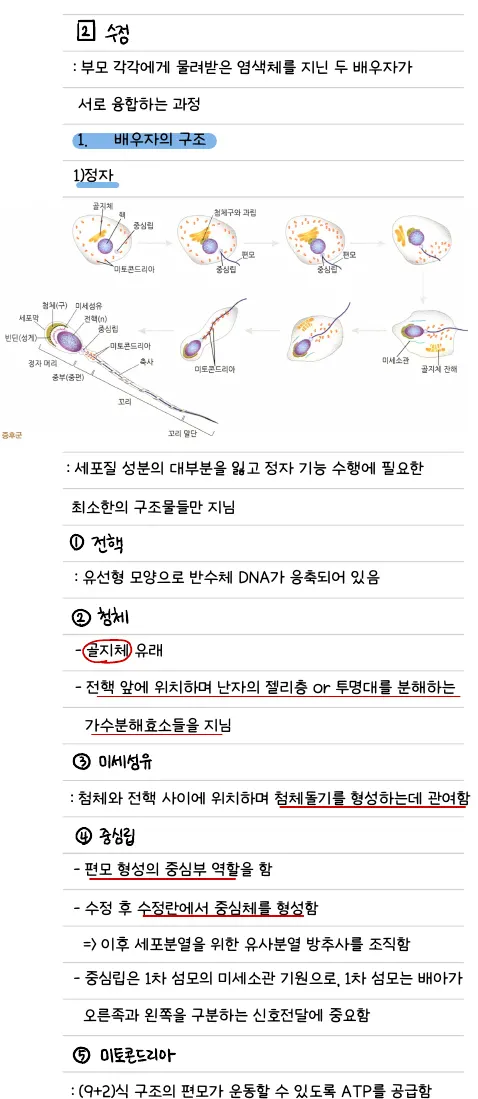 2 수정
: 부모 각각에게 물려받은 염색체를 지닌 두 배우자가
서로 융합하는 과정
1. 배우자의 구조
1)정자
골지체
핵
중심립
미토콘드리아
첨체구와 과립
편모
중심립
편모
중심립
첨체(구)
미세섬유
세포막
전핵(n)
중심립
빈딘(성게)
미토콘드리아
축사
정자 머리
중부(중편)
꼬리
꼬리 말단
미토콘드리아
미세소관
골지체 잔해
증후군
: 세포질 성분의 대부분을 잃고 정자 기능 수행에 필요한
최소한의 구조물들만 지님
① 전핵
: 유선형 모양으로 반수체 DNA가 응축되어 있음
② 첨체
- 골지체 유래
- 전핵 앞에 위치하며 난자의 젤리층 or 투명대를 분해하는
가수분해효소들을 지님
③ 미세섬유
: 첨체와 전핵 사이에 위치하며 첨체돌기를 형성하는데 관여함
④ 중심립
- 편모 형성의 중심부 역할을 함
- 수정 후 수정란에서 중심체를 형성함
=> 이후 세포분열을 위한 유사분열 방추사를 조직함
- 중심립은 1차 섬모의 미세소관 기원으로, 1차 섬모는 배아가
오른족과 왼쪽을 구분하는 신호전달에 중요함
⑤ 미토콘드리아
: (9+2)식 구조의 편모가 운동할 수 있도록 ATP를 공급함